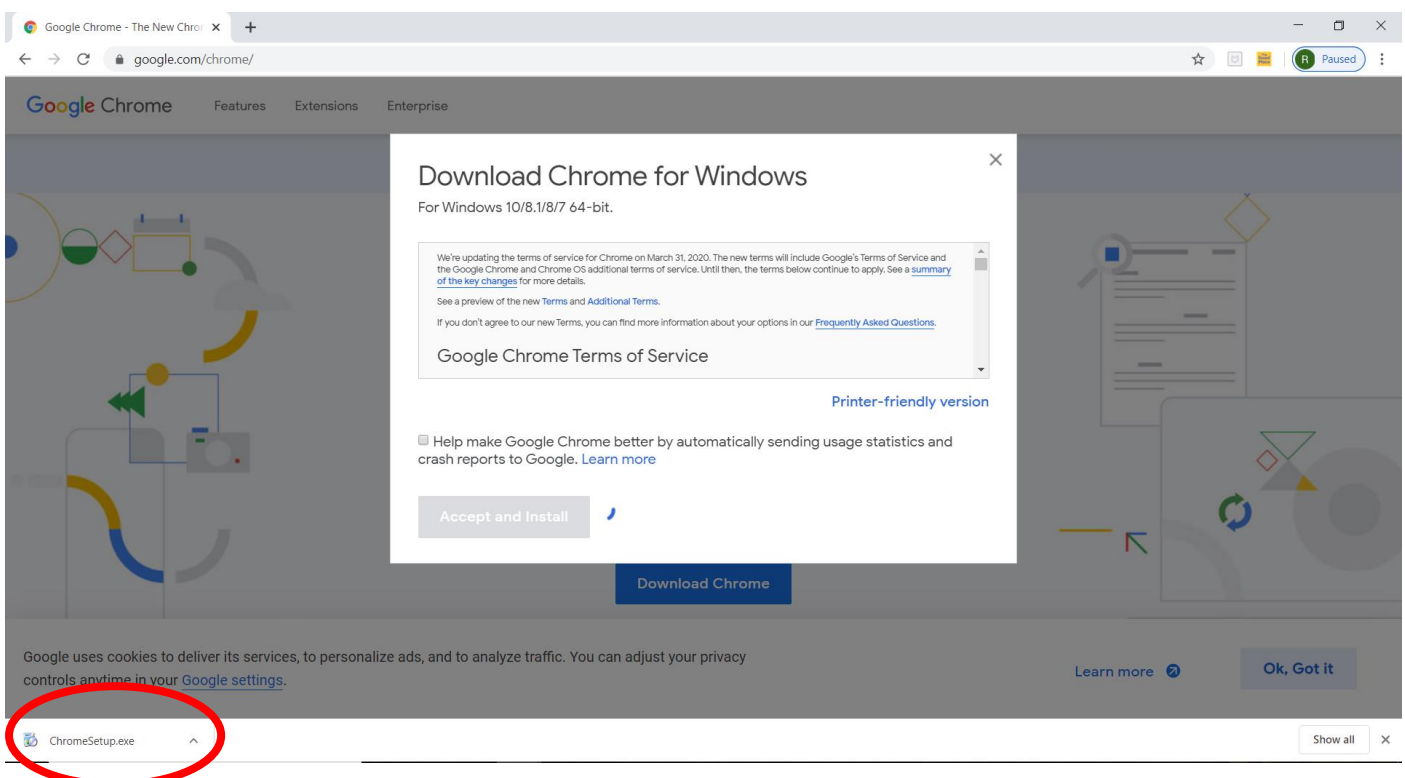 Google Chrome - The New Chro
google.com/chrome/
R Paused
Google Chrome Features Extensions Enterprise
Download Chrome for Windows
For Windows 10/8.1/8/7 64-bit.
We're updating the terms of service for Chrome on March 31, 2020. The new terms will include Google's Terms of Service and
the Google Chrome and Chrome OS additional terms of service. Until then, the terms below continue to apply. See a summary
of the key changes for more details.
See a preview of the new Terms and Additional Terms.
If you don't agree to our new Terms, you can find more information about your options in our Frequently Asked Questions.
Google Chrome Terms of Service
Printer-friendly version
Help make Google Chrome better by automatically sending usage statistics and
crash reports to Google. Learn more
Accept and Install
Download Chrome
Google uses cookies to deliver its services, to personalize ads, and to analyze traffic. You can adjust your privacy
controls anytime in your Google settings.
Learn more
Ok, Got it
ChromeSetup.exe
Show all